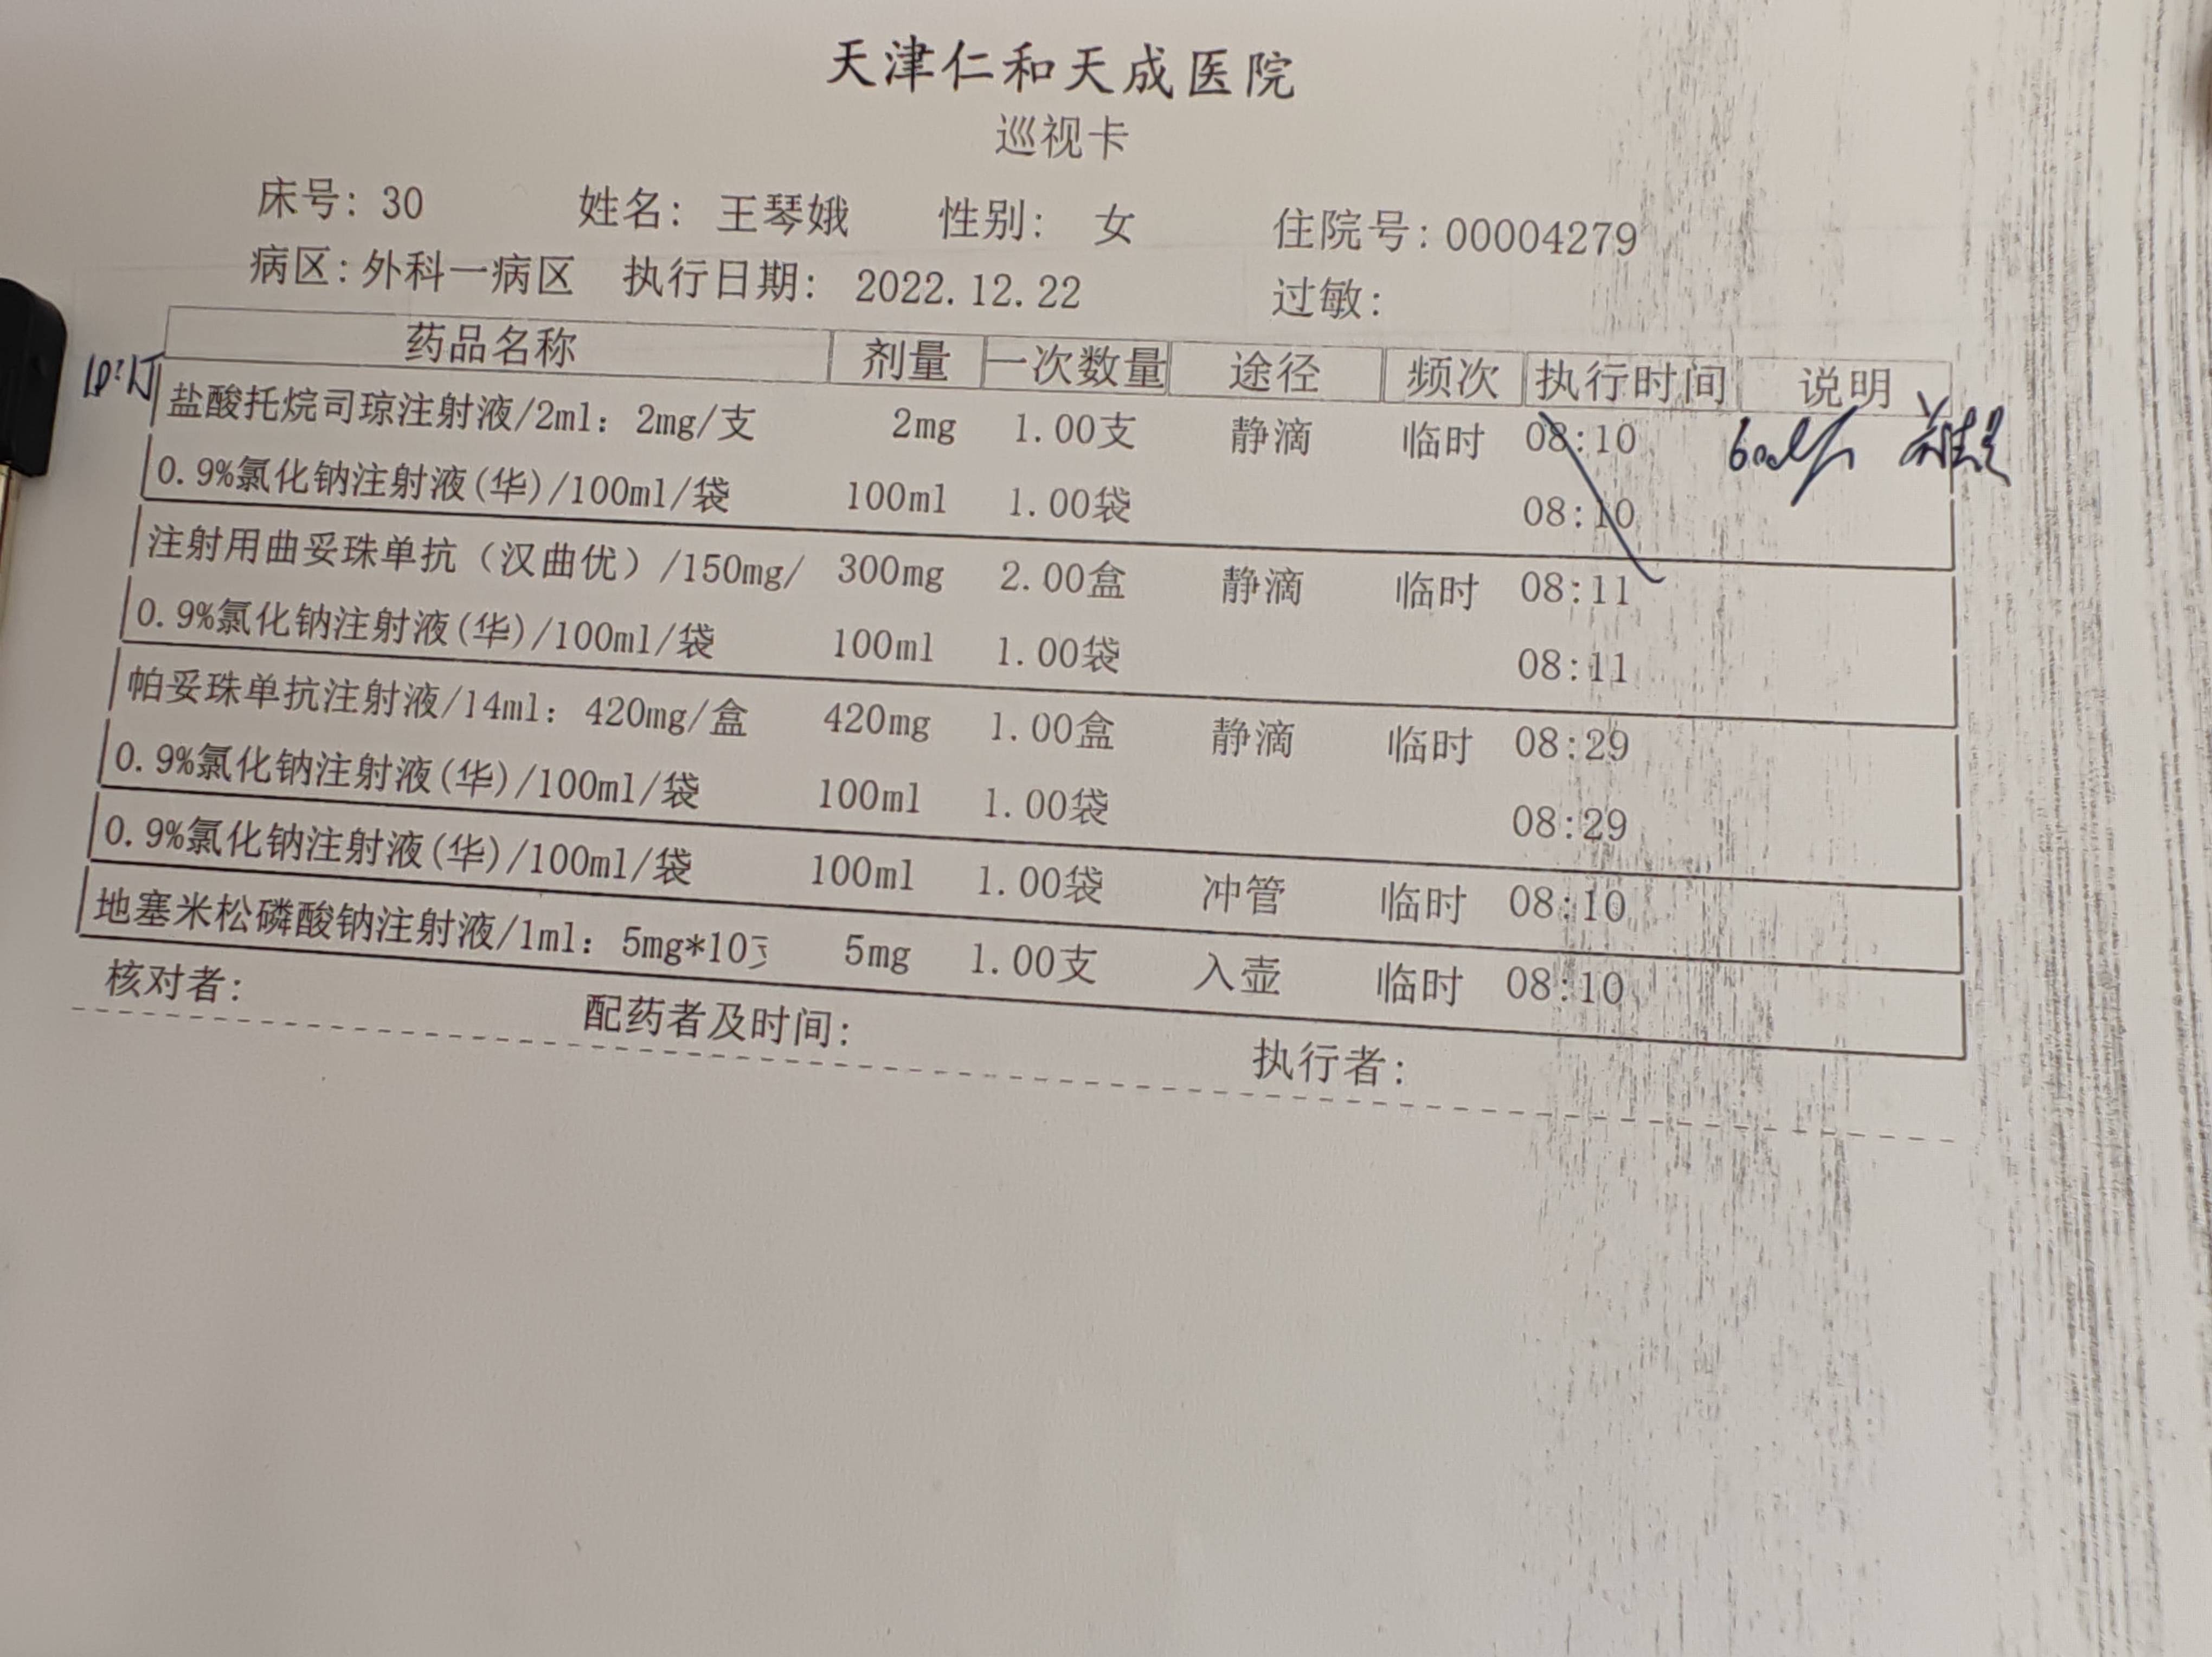 天津仁和天成医院
巡视卡
床号: 30 姓名: 王琴娥 性别: 女 住院号: 00004279
病区: 外科一病区 执行日期: 2022.12.22 过敏:
药品名称 剂量 一次数量 途径 频次 执行时间 说明
盐酸托烷司琼注射液/2ml: 2mg/支 2mg 1.00支 静滴 临时 08:10
0.9%氯化钠注射液(华)/100ml/袋 100ml 1.00袋 08:10
注射用曲妥珠单抗（汉曲优）/150mg/ 300mg 2.00盒 静滴 临时 08:11
0.9%氯化钠注射液(华)/100ml/袋 100ml 1.00袋 08:11
帕妥珠单抗注射液/14ml: 420mg/盒 420mg 1.00盒 静滴 临时 08:29
0.9%氯化钠注射液(华)/100ml/袋 100ml 1.00袋 08:29
0.9%氯化钠注射液(华)/100ml/袋 100ml 1.00袋 冲管 临时 08:10
地塞米松磷酸钠注射液/1ml: 5mg*10支 5mg 1.00支 入壶 临时 08:10
核对者: 配药者及时间: 执行者: